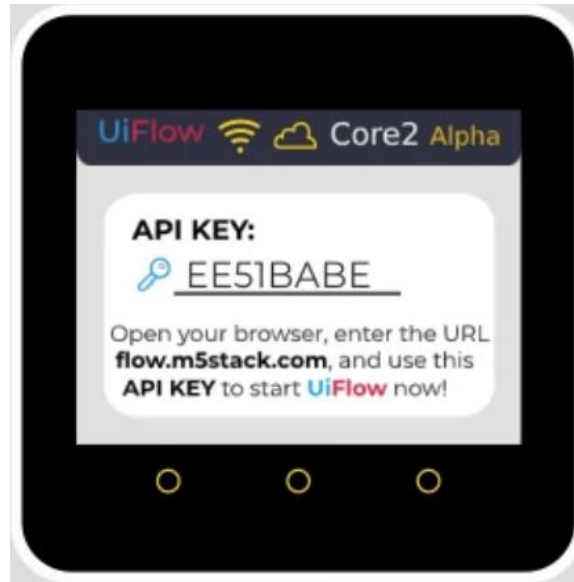 UiFlow Core2 Alpha
API KEY:
EE51BABE
Open your browser, enter the URL
flow.m5stack.com, and use this
API KEY to start UiFlow now!